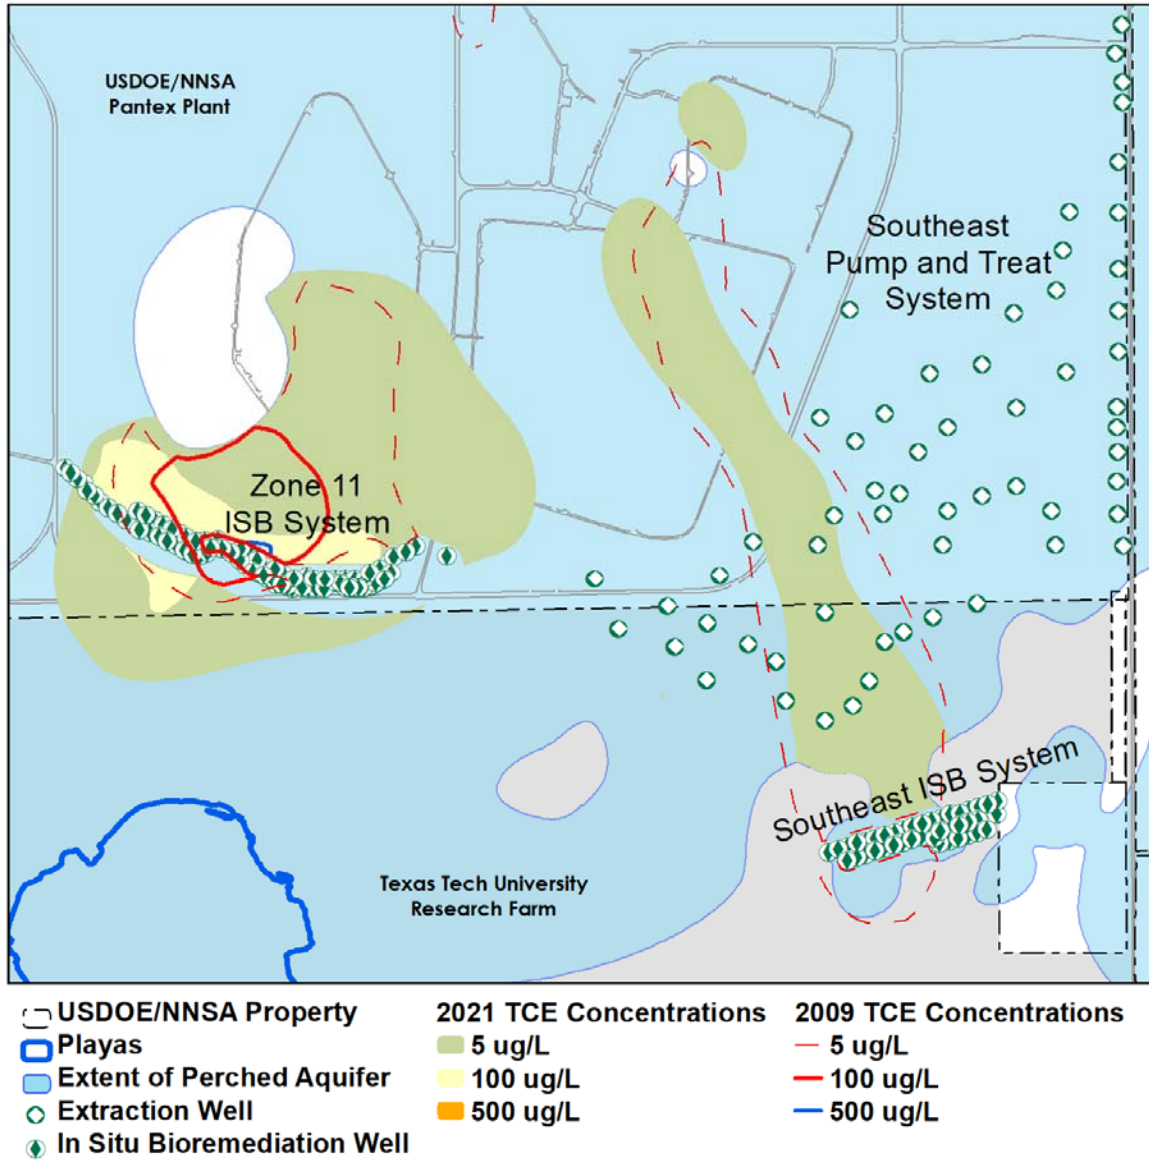 USDOE/NNSA
Pantex Plant
Southeast
Pump and Treat
System
Zone 11
ISB System
Southeast ISB System
Texas Tech University
Research Farm
USDOE/NNSA Property
Playas
Extent of Perched Aquifer
Extraction Well
In Situ Bioremediation Well
2021 TCE Concentrations
5 ug/L
100 ug/L
500 ug/L
2009 TCE Concentrations
5 ug/L
100 ug/L
500 ug/L